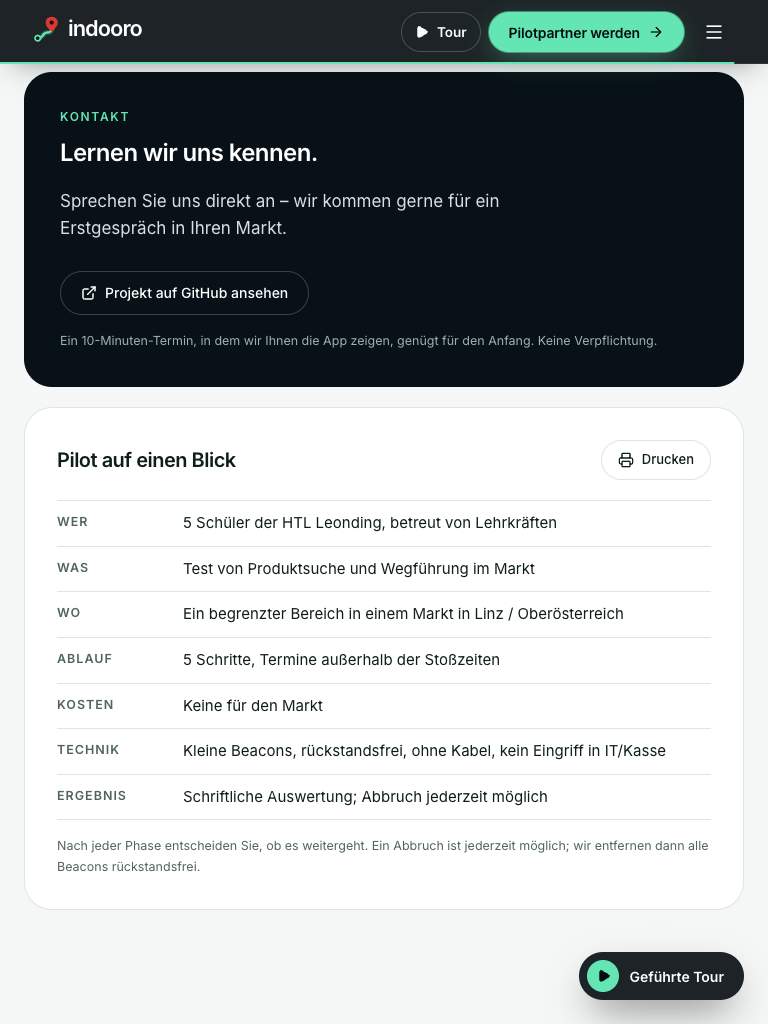 indooro
Tour
Pilotpartner werden
KONTAKT
Lernen wir uns kennen.
Sprechen Sie uns direkt an – wir kommen gerne für ein
Erstgespräch in Ihren Markt.
Projekt auf GitHub ansehen
Ein 10-Minuten-Termin, in dem wir Ihnen die App zeigen, genügt für den Anfang. Keine Verpflichtung.
Pilot auf einen Blick
Drucken
WER 5 Schüler der HTL Leonding, betreut von Lehrkräften
WAS Test von Produktsuche und Wegführung im Markt
WO Ein begrenzter Bereich in einem Markt in Linz / Oberösterreich
ABLAUF 5 Schritte, Termine außerhalb der Stoßzeiten
KOSTEN Keine für den Markt
TECHNIK Kleine Beacons, rückstandsfrei, ohne Kabel, kein Eingriff in IT/Kasse
ERGEBNIS Schriftliche Auswertung; Abbruch jederzeit möglich
Nach jeder Phase entscheiden Sie, ob es weitergeht. Ein Abbruch ist jederzeit möglich; wir entfernen dann alle
Beacons rückstandsfrei.
Geführte Tour